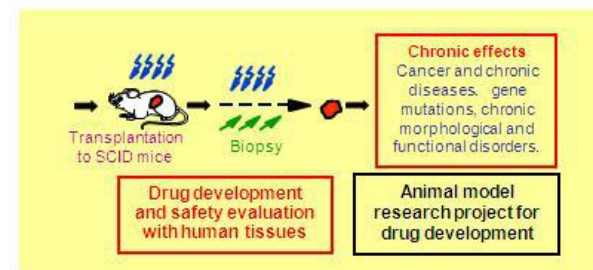 Transplantation
to SCID mice
Biopsy
Chronic effects
Cancer and chronic
diseases. gene
mutations, chronic
morphological and
functional disorders.
Drug development
and safety evaluation
with human tissues
Animal model
research project for
drug development